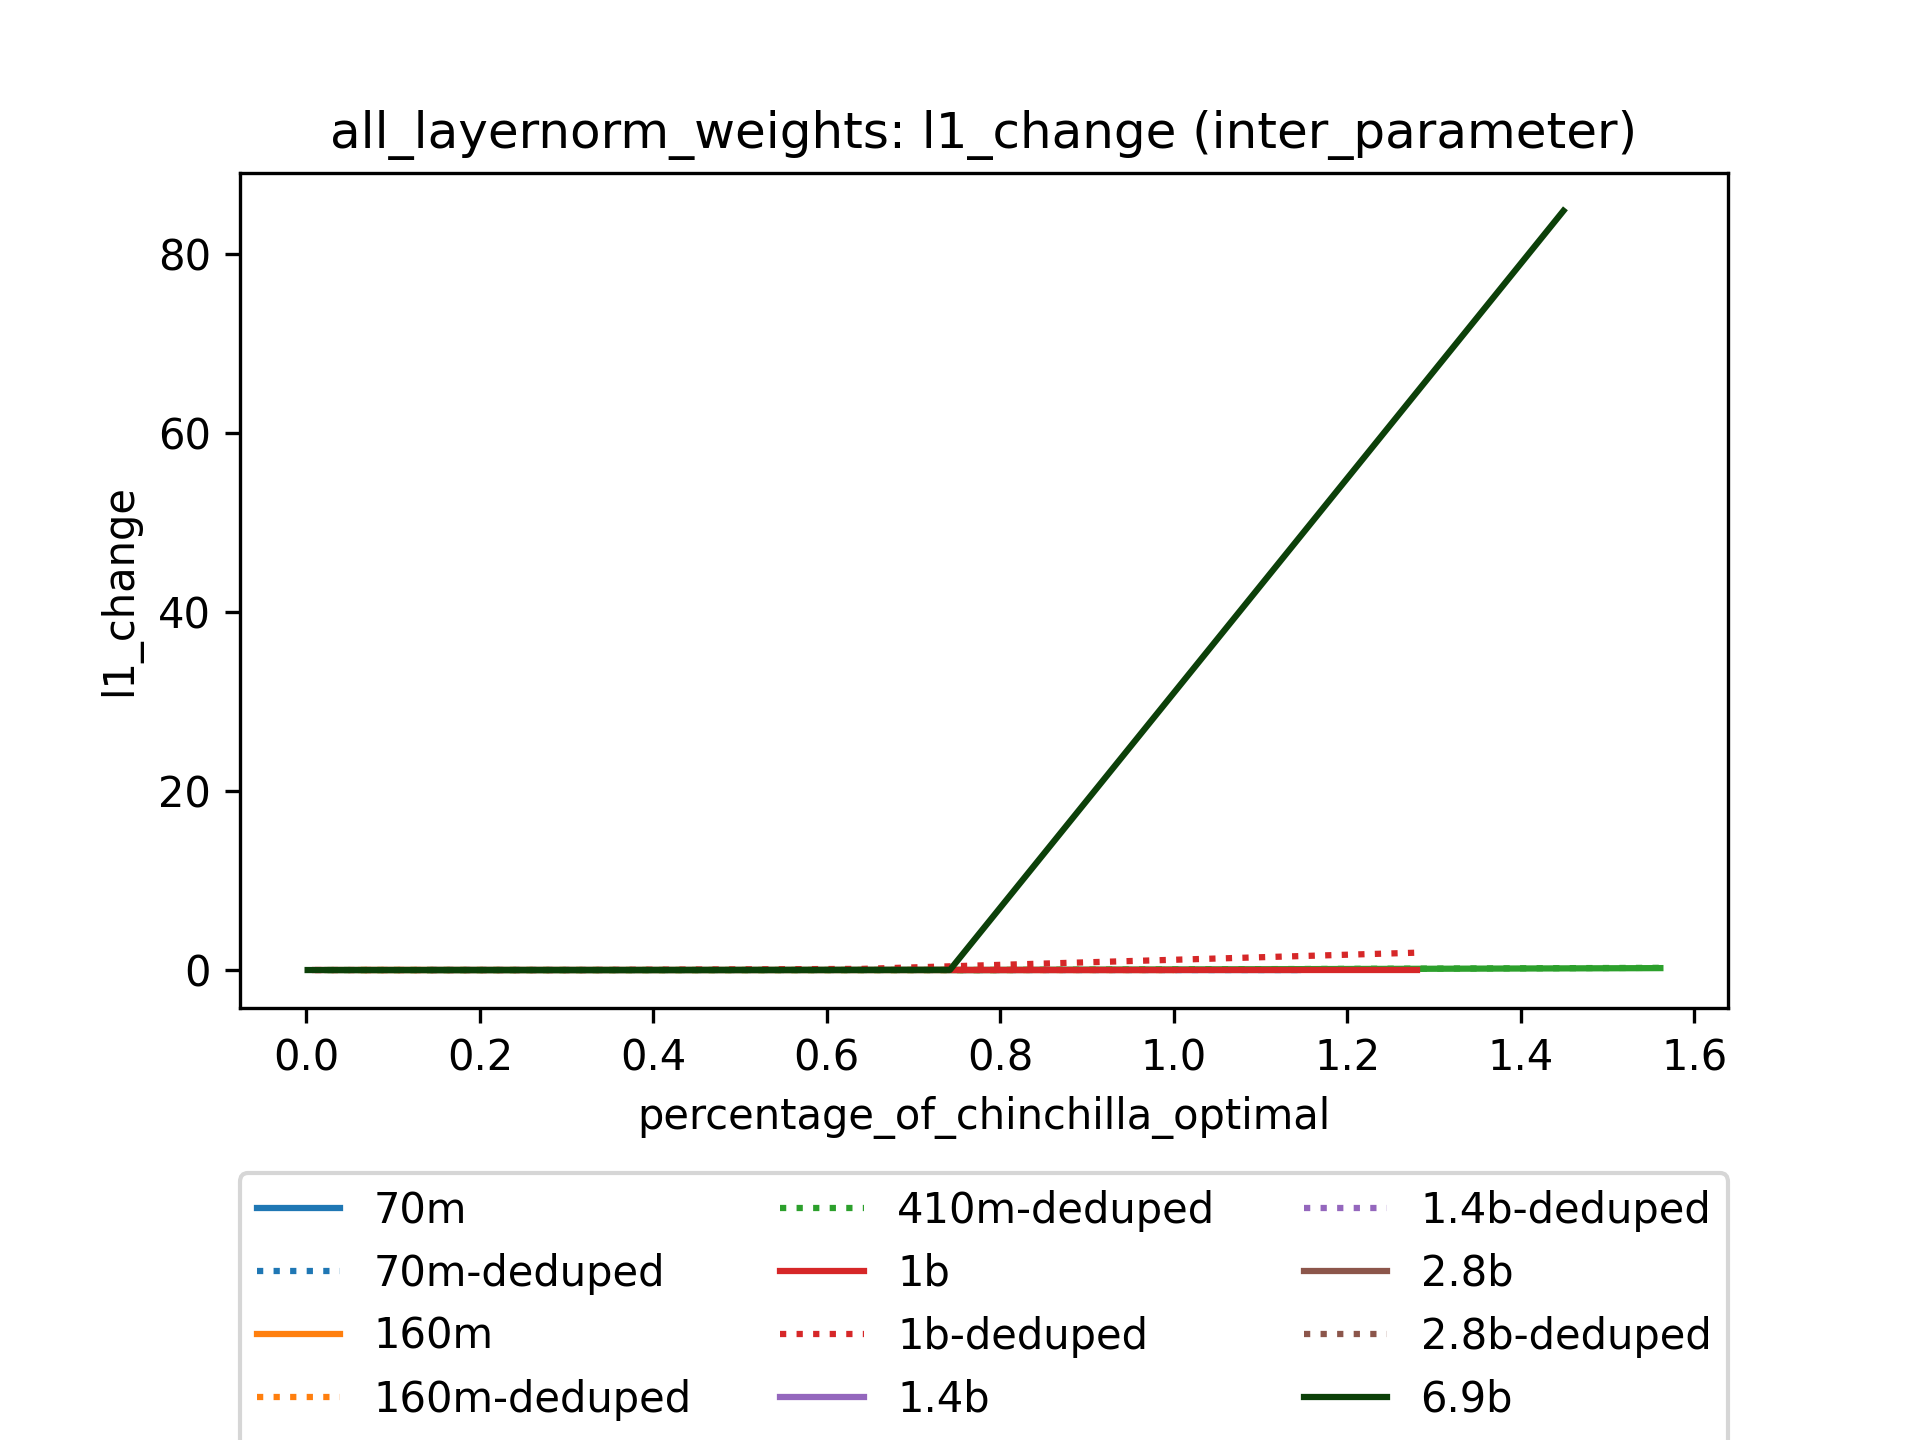 all_layernorm_weights: l1_change (inter_parameter)
l1_change
80
60
40
20
0
0.0 0.2 0.4 0.6 0.8 1.0 1.2 1.4 1.6
percentage_of_chinchilla_optimal
70m
70m-deduped
160m
160m-deduped
410m-deduped
1b
1b-deduped
1.4b
1.4b-deduped
2.8b
2.8b-deduped
6.9b